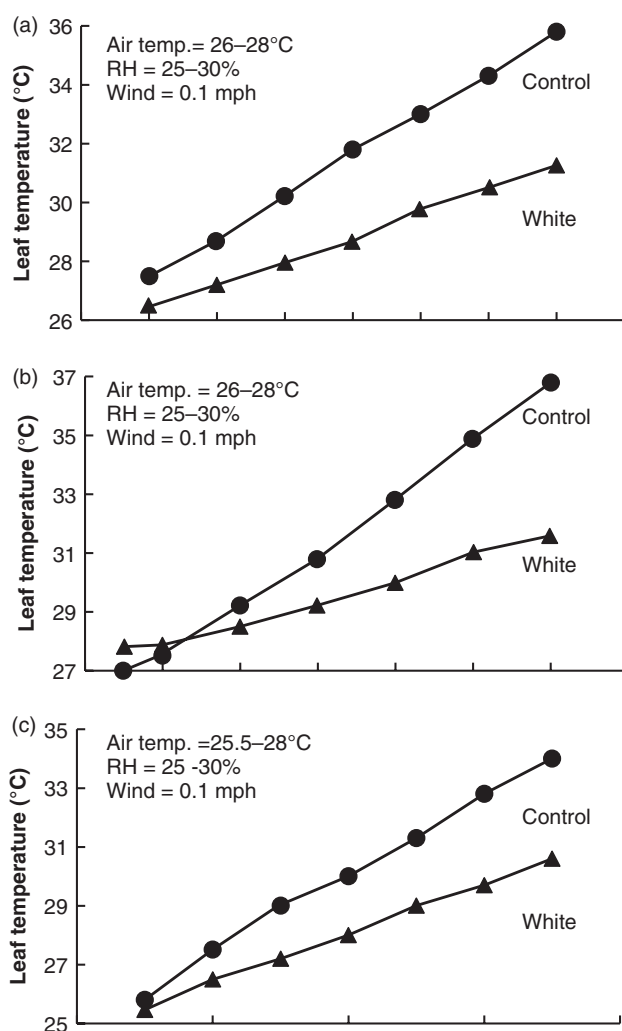 (a)
Air temp.= 26–28°C
RH = 25–30%
Wind = 0.1 mph
Control
White
Leaf temperature (°C)
36
34
32
30
28
26
(b)
Air temp. = 26–28°C
RH = 25–30%
Wind = 0.1 mph
Control
White
Leaf temperature (°C)
37
35
33
31
29
27
(c)
Air temp. =25.5–28°C
RH = 25 -30%
Wind = 0.1 mph
Control
White
Leaf temperature (°C)
35
33
31
29
27
25